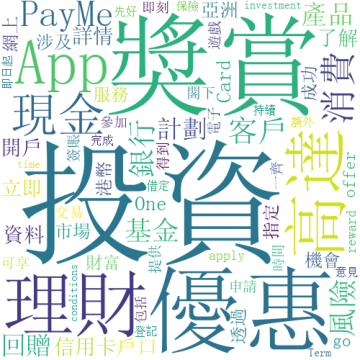 先好 即刻 保險 亞洲 investment
PayMe 獎賞 遊戲 產品
網上 涉及 詳情 了解
即日起 App Card 成功 消費
服務 閣下 電子 持續
現金 參加 計劃 客戶 額外
開戶 簽賬 完成 銀行 得到 高達
time 借定 一齊 offer
立即 港幣 One 指定 reward
投資
資料 交易 市場 基金 時間 機會
可享 財富 提供 apply 意見
理財 優惠
conditions 包括 透過 申請 風險
回贈 信用卡 戶口 登記 go
Term